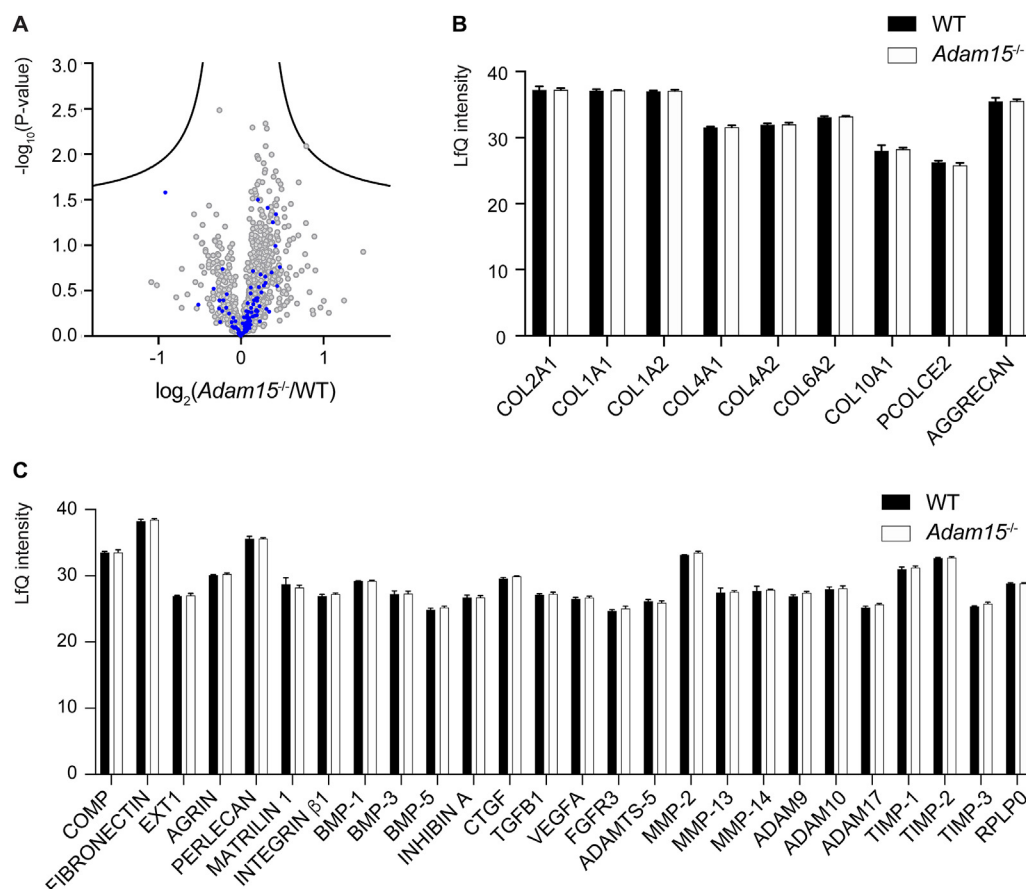 A
-log10(P-value)
3.0
2.5
2.0
1.5
1.0
0.5
0.0
-1
0
1
log2(Adam15-/-/WT)
B
WT
Adam15-/-
LfQ intensity
40
30
20
10
0
COL2A1
COL1A1
COL1A2
COL4A1
COL4A2
COL6A2
COL10A1
PCOLCE2
AGGRECAN
C
WT
Adam15-/-
LfQ intensity
40
30
20
10
0
COMP
FIBRONECTIN
EXT1
AGRIN
PERLECAN
MATRILIN 1
INTEGRIN β1
BMP-1
BMP-3
BMP-5
INHIBIN A
CTGF
TGFB1
VEGFA
FGFR3
ADAMTS-5
MMP-2
MMP-13
MMP-14
ADAM9
ADAM10
ADAM17
TIMP-1
TIMP-2
TIMP-3
RPLP0